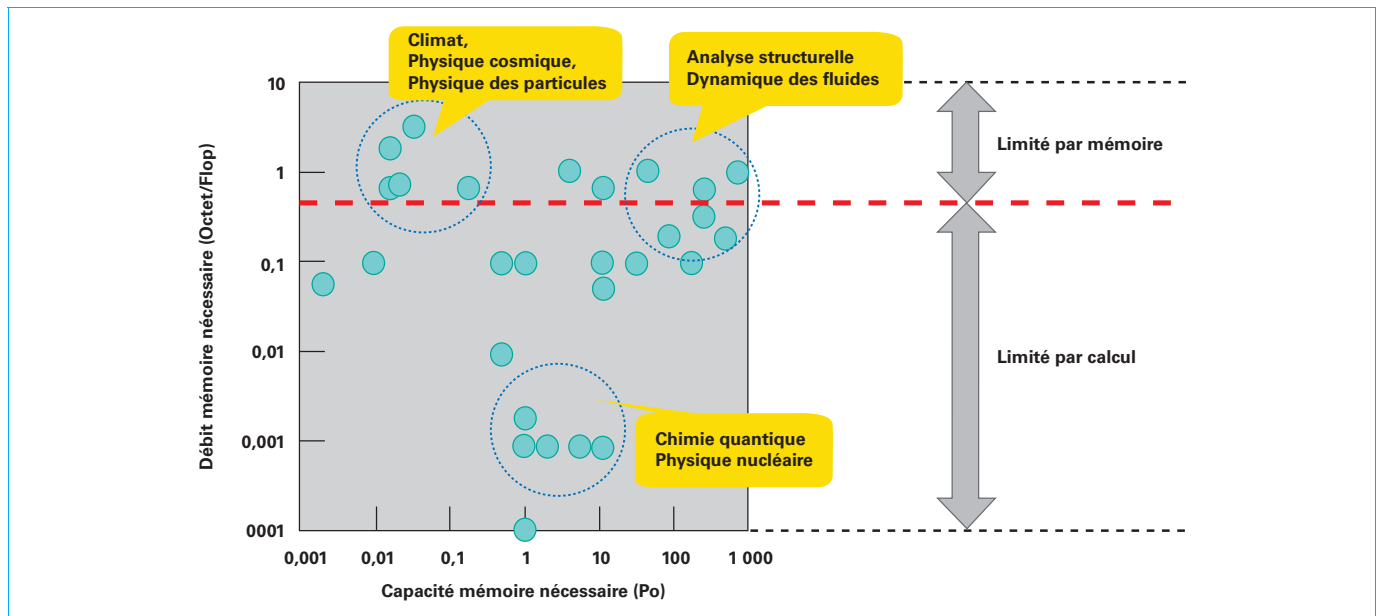 Climat,
Physique cosmique,
Physique des particules
Analyse structurelle
Dynamique des fluides
Débit mémoire nécessaire (Octet/Flop)
10
1
0,1
0,01
0,001
0001
Limité par mémoire
Limité par calcul
Chimie quantique
Physique nucléaire
0,001 0,01 0,1 1 10 100 1 000
Capacité mémoire nécessaire (Po)